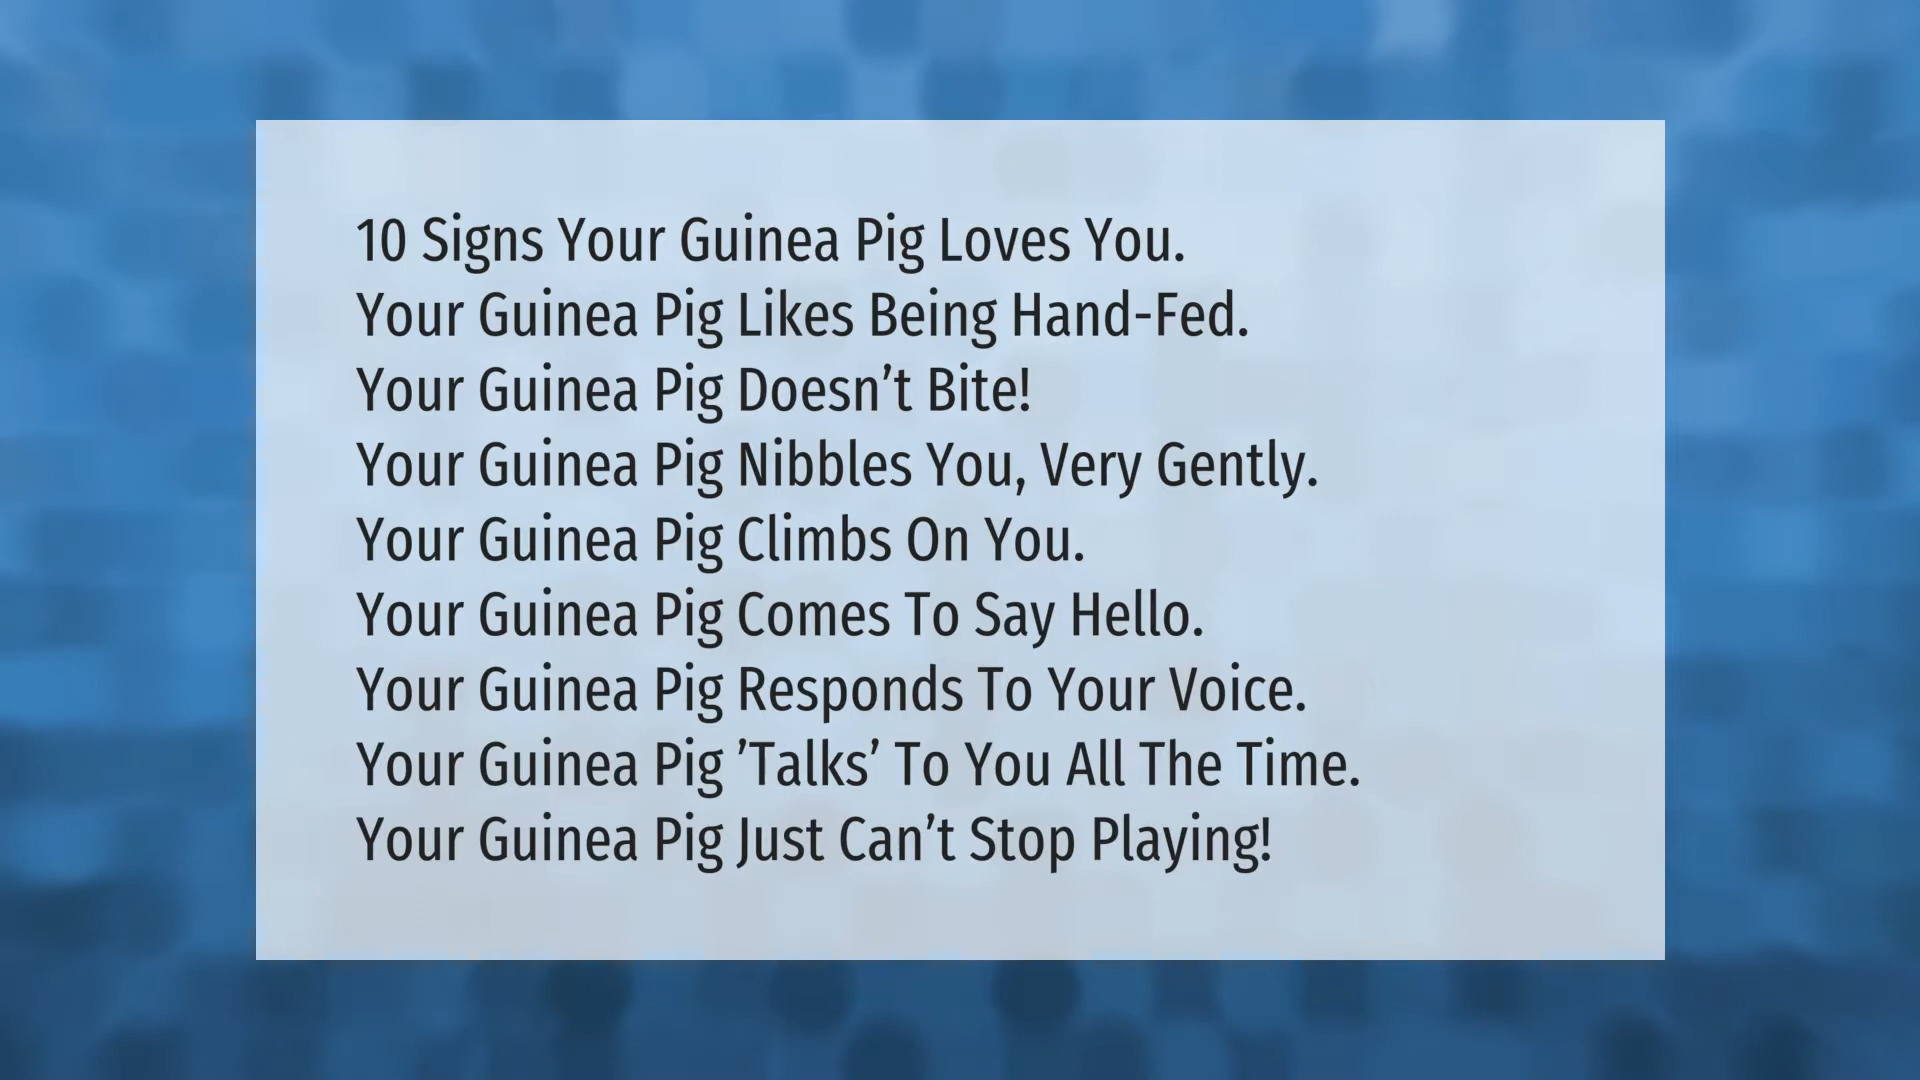 10 Signs Your Guinea Pig Loves You.
Your Guinea Pig Likes Being Hand-Fed.
Your Guinea Pig Doesn’t Bite!
Your Guinea Pig Nibbles You, Very Gently.
Your Guinea Pig Climbs On You.
Your Guinea Pig Comes To Say Hello.
Your Guinea Pig Responds To Your Voice.
Your Guinea Pig ’Talks’ To You All The Time.
Your Guinea Pig Just Can’t Stop Playing!